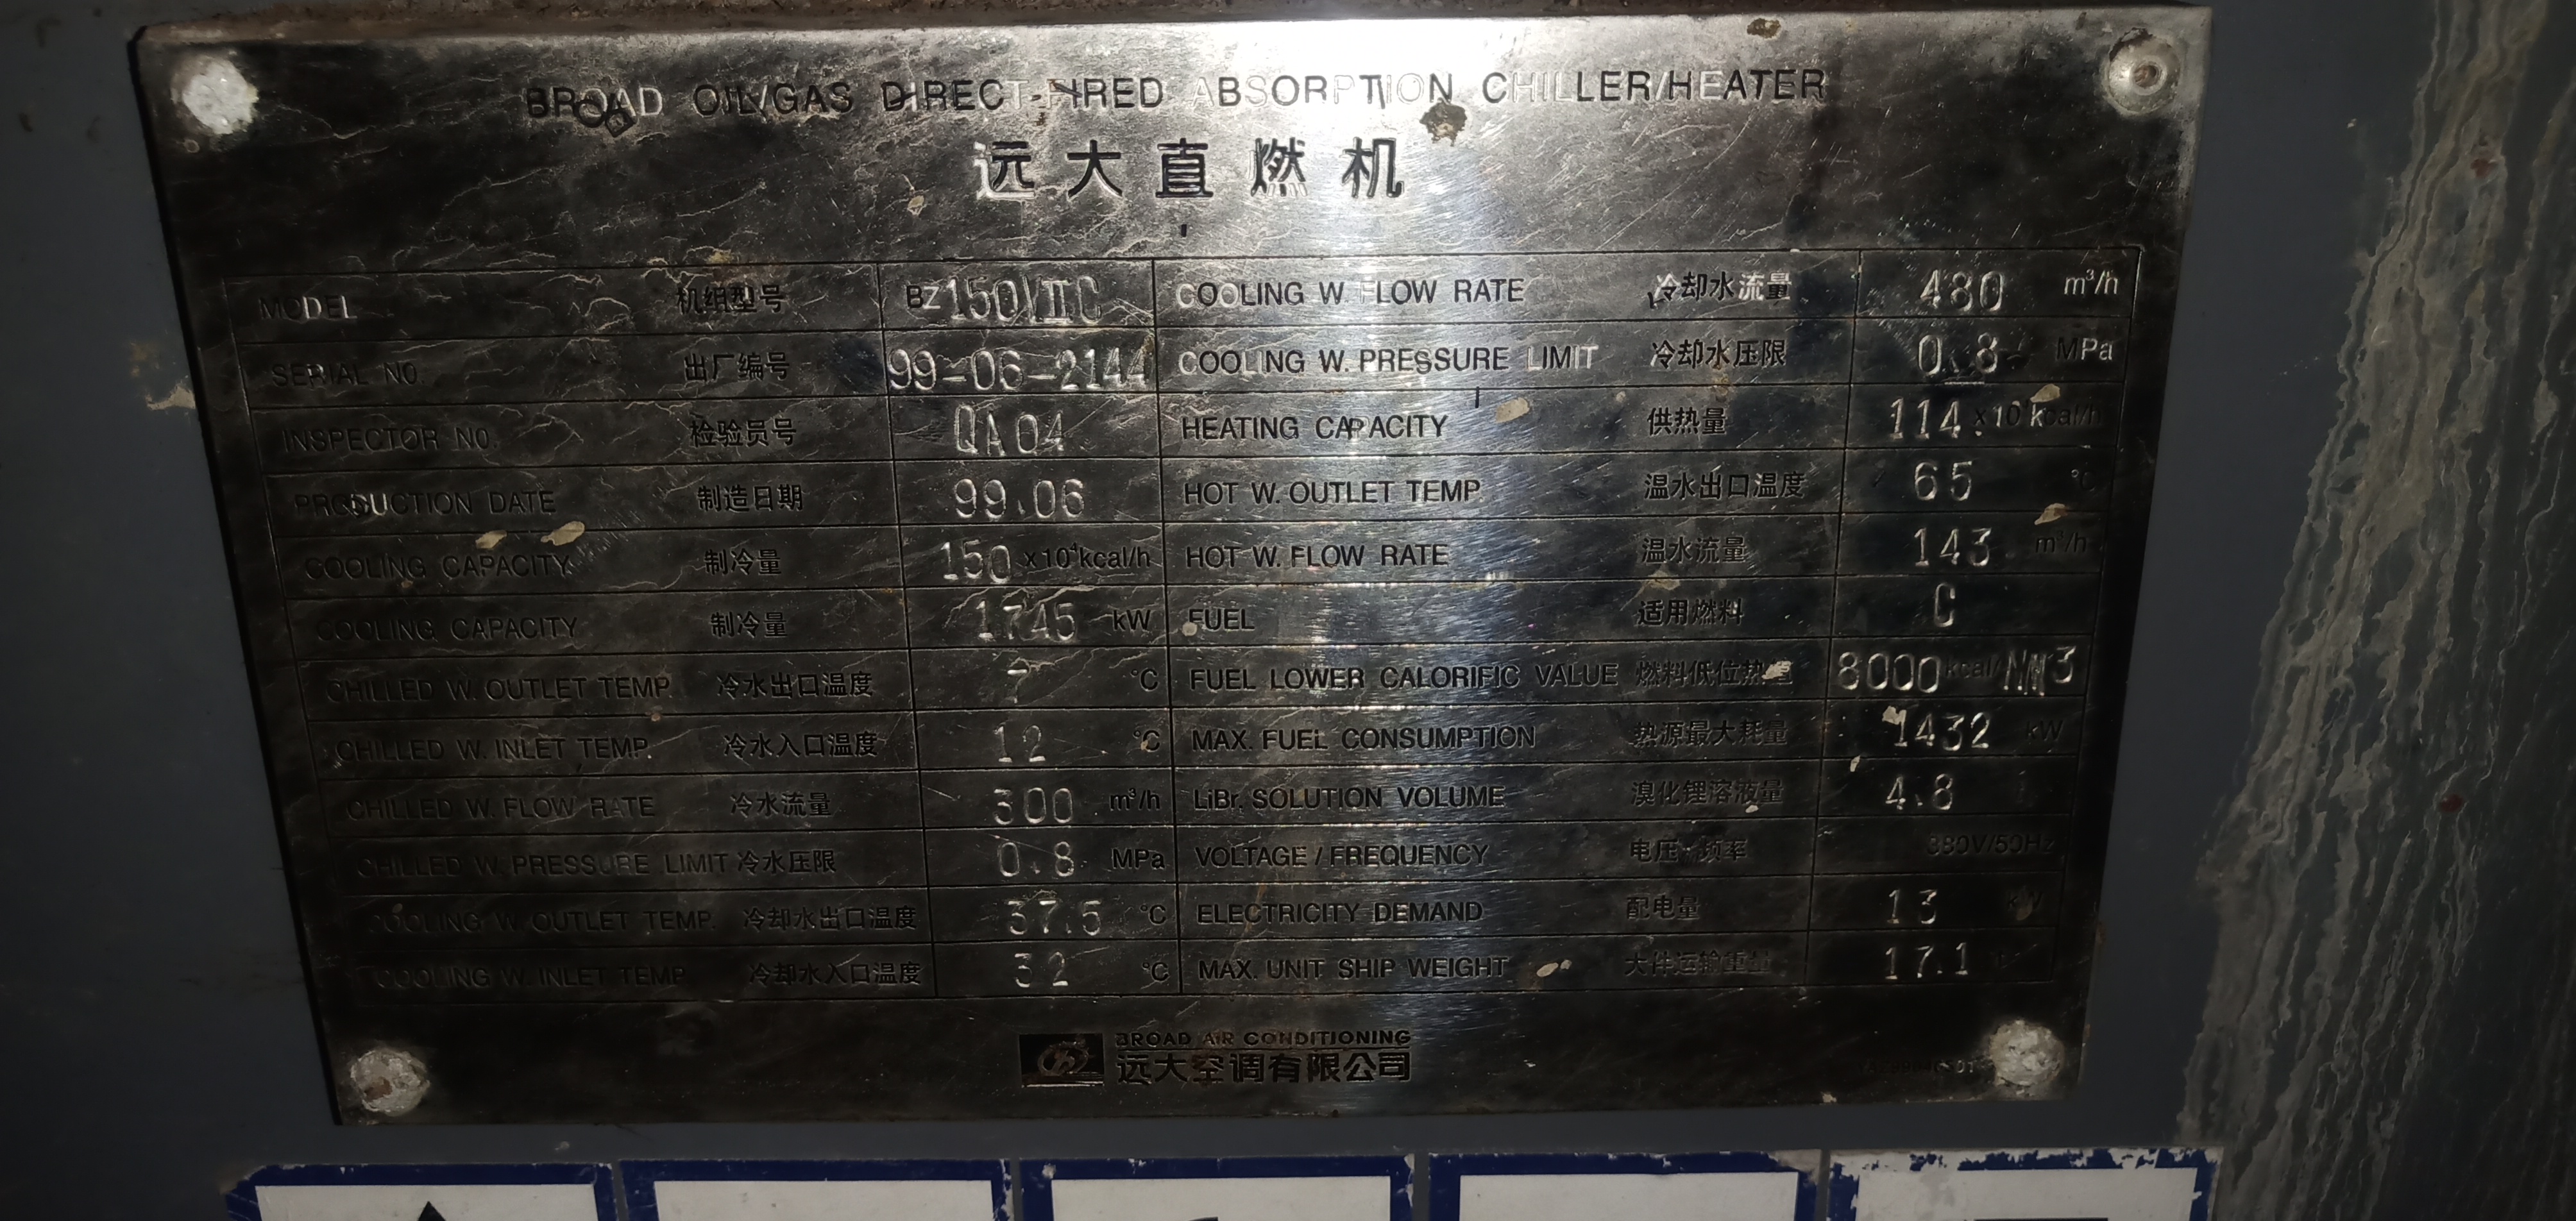 BROAD OIL/GAS DIRECT-FIRED ABSORPTION CHILLER/HEATER
远大直燃机
MODEL 机组型号 BZ150VIIC COOLING W. FLOW RATE 冷却水流量 480 m³/h
SERIAL NO. 出厂编号 99-06-2144 COOLING W. PRESSURE LIMIT 冷却水压限 0.8 MPa
INSPECTOR NO. 检验员号 QA04 HEATING CAPACITY 供热量 114 x10⁴kcal/h
PRODUCTION DATE 制造日期 99.06 HOT W. OUTLET TEMP. 温水出口温度 65 ℃
COOLING CAPACITY 制冷量 150 x10⁴kcal/h HOT W. FLOW RATE 温水流量 143 m³/h
COOLING CAPACITY 制冷量 1745 kW FUEL 适用燃料
CHILLED W. OUTLET TEMP. 冷水出口温度 7 ℃ FUEL LOWER CALORIFIC VALUE 燃料低位热值 8000 kcal/
CHILLED W. INLET TEMP. 冷水入口温度 12 ℃ MAX. FUEL CONSUMPTION 热源最大耗量 1432 kW
CHILLED W. FLOW RATE 冷水流量 300 m³/h LiBr. SOLUTION VOLUME 溴化锂溶液量 4.8
CHILLED W. PRESSURE LIMIT 冷水压限 0.8 MPa VOLTAGE / FREQUENCY 电压·频率 380V/50Hz
COOLING W. OUTLET TEMP. 冷却水出口温度 37.5 ℃ ELECTRICITY DEMAND 配电量 13 kW
COOLING W. INLET TEMP. 冷却水入口温度 32 ℃ MAX. UNIT SHIP WEIGHT 大件运输重量 17.1
BROAD AIR CONDITIONING
远大空调有限公司